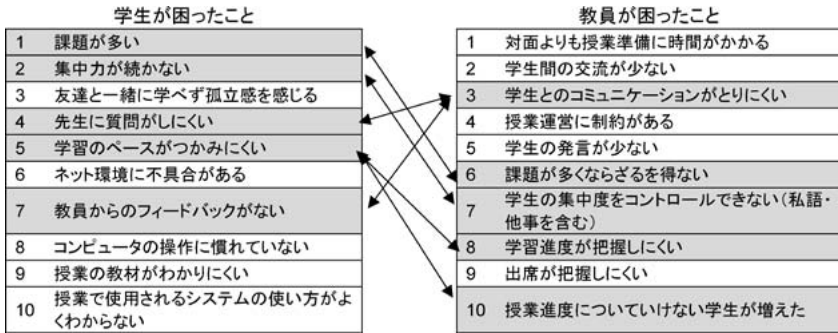 学生が困ったこと
1 課題が多い
2 集中力が続かない
3 友達と一緒に学べず孤立感を感じる
4 先生に質問がしにくい
5 学習のペースがつかみにくい
6 ネット環境に不具合がある
7 教員からのフィードバックがない
8 コンピュータの操作に慣れていない
9 授業の教材がわかりにくい
10 授業で使用されるシステムの使い方がよ
くわからない
教員が困ったこと
1 対面よりも授業準備に時間がかかる
2 学生間の交流が少ない
3 学生とのコミュニケーションがとりにくい
4 授業運営に制約がある
5 学生の発言が少ない
6 課題が多くならざるを得ない
7 学生の集中度をコントロールできない(私語・
他事を含む)
8 学習進度が把握しにくい
9 出席が把握しにくい
10 授業進度についていけない学生が増えた